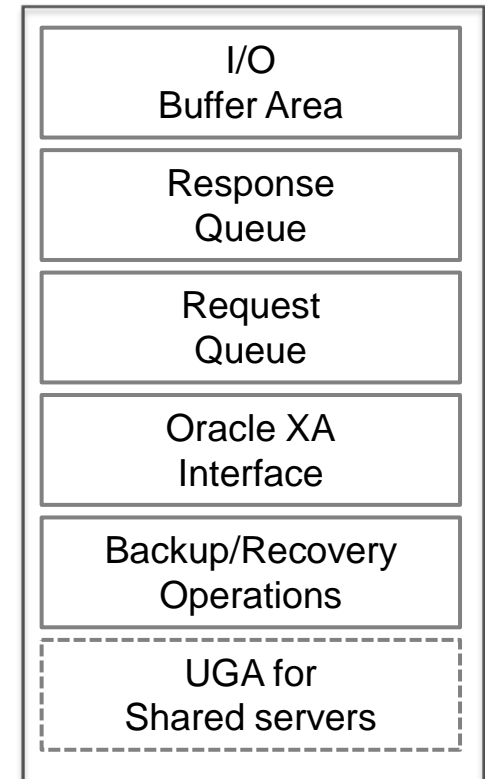 I/O
Buffer Area
Response
Queue
Request
Queue
Oracle XA
Interface
Backup/Recovery
Operations
UGA for
Shared servers